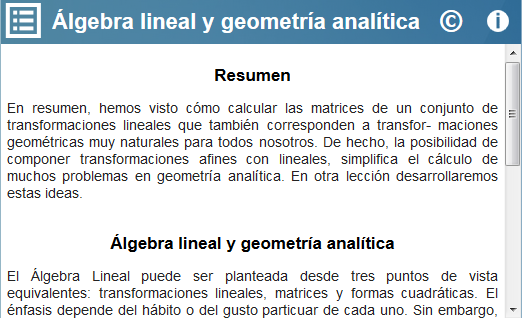 Álgebra lineal y geometría analítica © i
Resumen
En resumen, hemos visto cómo calcular las matrices de un conjunto de
transformaciones lineales que también corresponden a transfor- maciones
geométricas muy naturales para todos nosotros. De hecho, la posibilidad de
componer transformaciones afines con lineales, simplifica el cálculo de
muchos problemas en geometría analítica. En otra lección desarrollaremos
estas ideas.
Álgebra lineal y geometría analítica
El Álgebra Lineal puede ser planteada desde tres puntos de vista
equivalentes: transformaciones lineales, matrices y formas cuadráticas. El
énfasis depende del hábito o del gusto particuar de cada uno. Sin embargo,